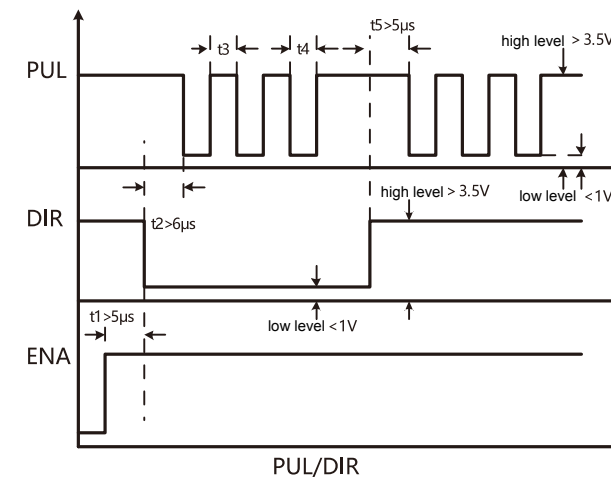 t5>5μs
t3
t4
high level > 3.5V
PUL
low level <1V
high level > 3.5V
DIR
t2>6μs
t1>5μs
low level <1V
ENA
PUL/DIR